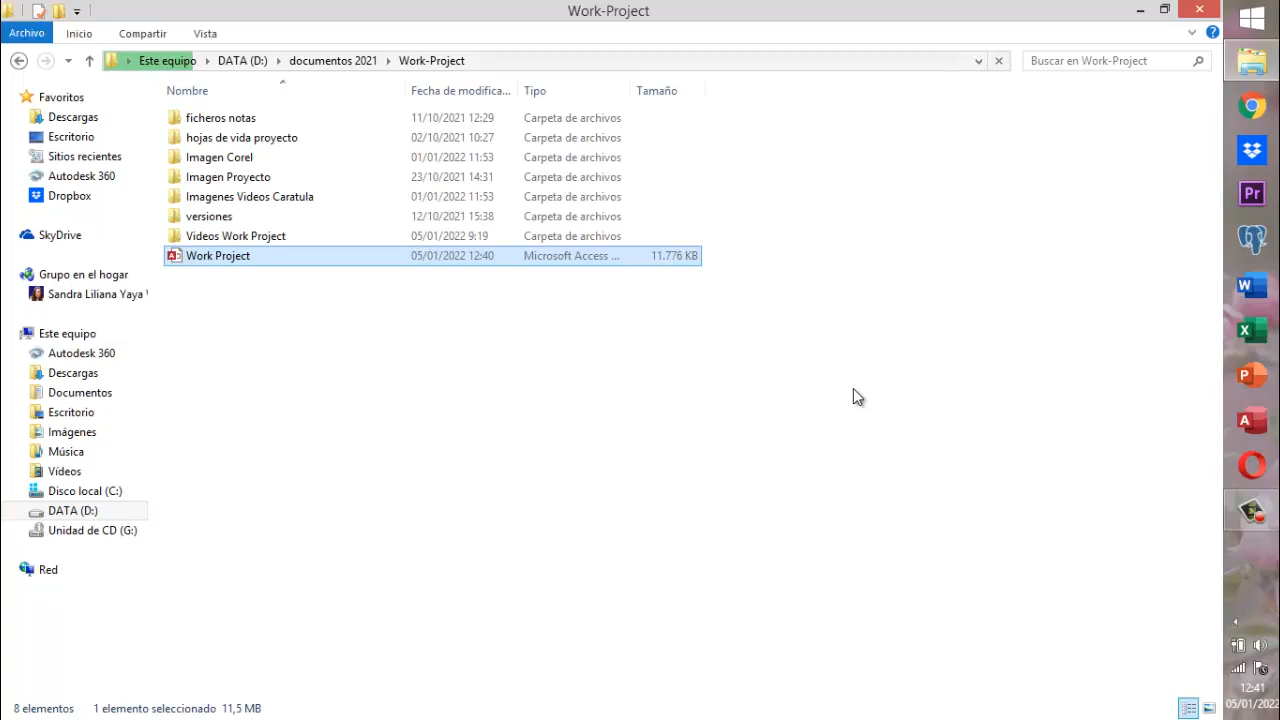 Work-Project
Archivo Inicio Compartir Vista
Este equipo DATA (D:) documentos 2021 Work-Project Buscar en Work-Project
Nombre Fecha de modifica... Tipo Tamaño
ficheros notas 11/10/2021 12:29 Carpeta de archivos
hojas de vida proyecto 02/10/2021 10:27 Carpeta de archivos
Imagen Corel 01/01/2022 11:53 Carpeta de archivos
Imagen Proyecto 23/10/2021 14:31 Carpeta de archivos
Imagenes Videos Caratula 01/01/2022 11:53 Carpeta de archivos
versiones 12/10/2021 15:38 Carpeta de archivos
Videos Work Project 05/01/2022 9:19 Carpeta de archivos
Work Project 05/01/2022 12:40 Microsoft Access ... 11.776 KB
Favoritos
Descargas
Escritorio
Sitios recientes
Autodesk 360
Dropbox
SkyDrive
Grupo en el hogar
Sandra Liliana Yaya
Este equipo
Autodesk 360
Descargas
Documentos
Escritorio
Imágenes
Música
Vídeos
Disco local (C:)
DATA (D:)
Unidad de CD (G:)
Red
8 elementos 1 elemento seleccionado 11,5 MB
Pr
W
X
P
A
12:41
05/01/2022